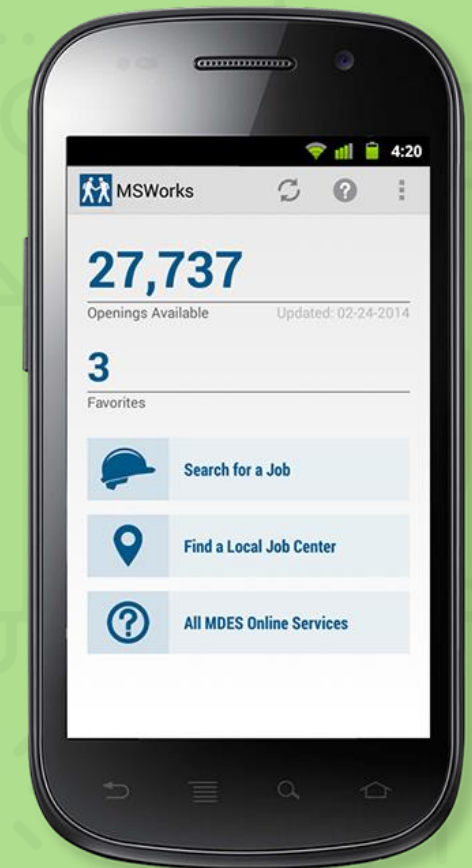 4:20
MSWorks
27,737
Openings Available Updated: 02-24-2014
3
Favorites
Search for a Job
Find a Local Job Center
All MDES Online Services